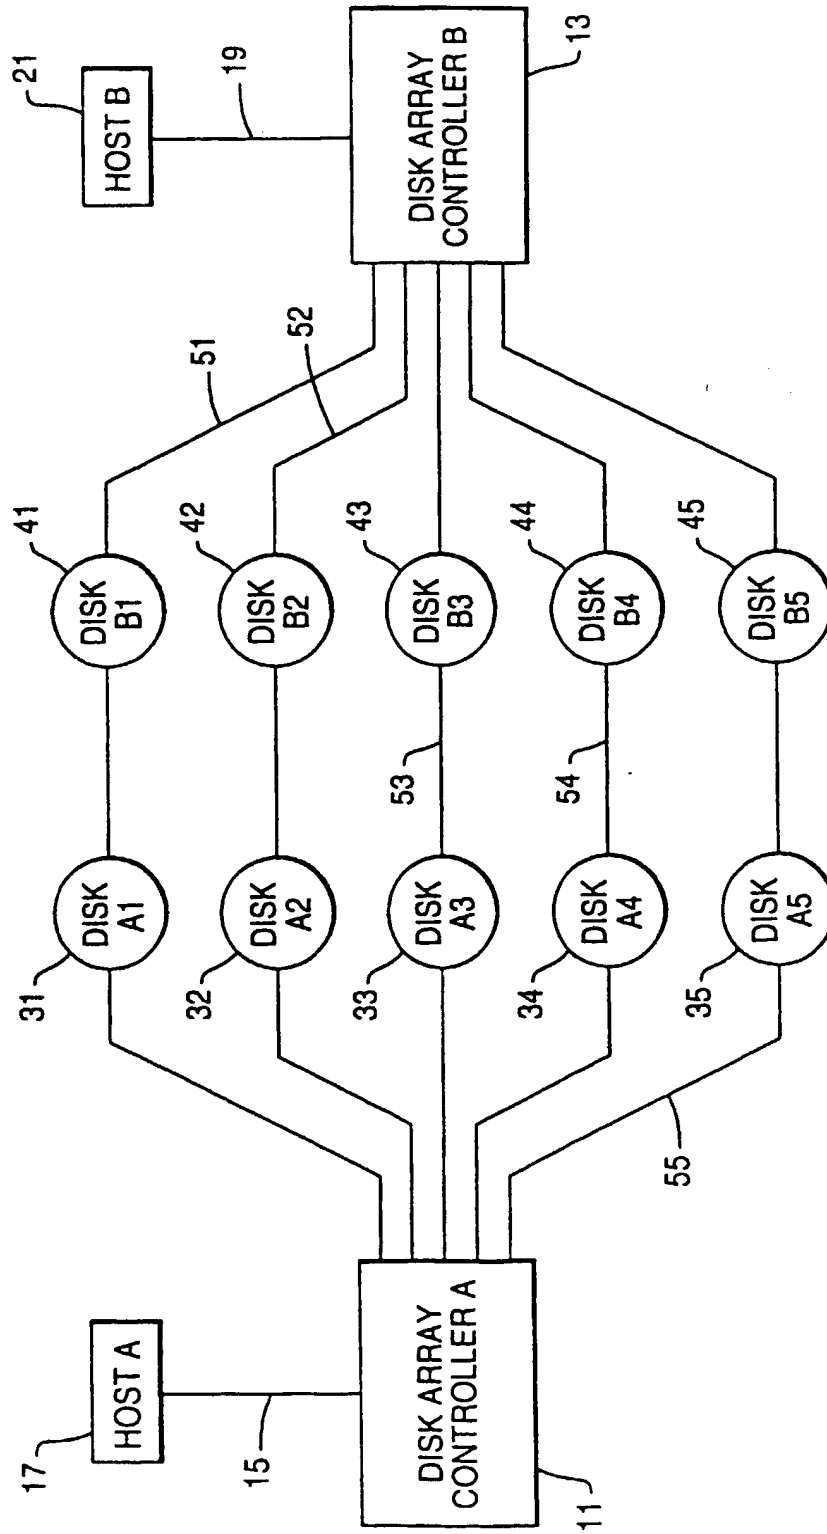 17
HOST A
15
DISK ARRAY
CONTROLLER A
11
31
DISK
A1
32
DISK
A2
33
DISK
A3
34
DISK
A4
35
DISK
A5
55
53
54
41
DISK
B1
42
DISK
B2
43
DISK
B3
44
DISK
B4
45
DISK
B5
51
52
21
HOST B
19
DISK ARRAY
CONTROLLER B
13